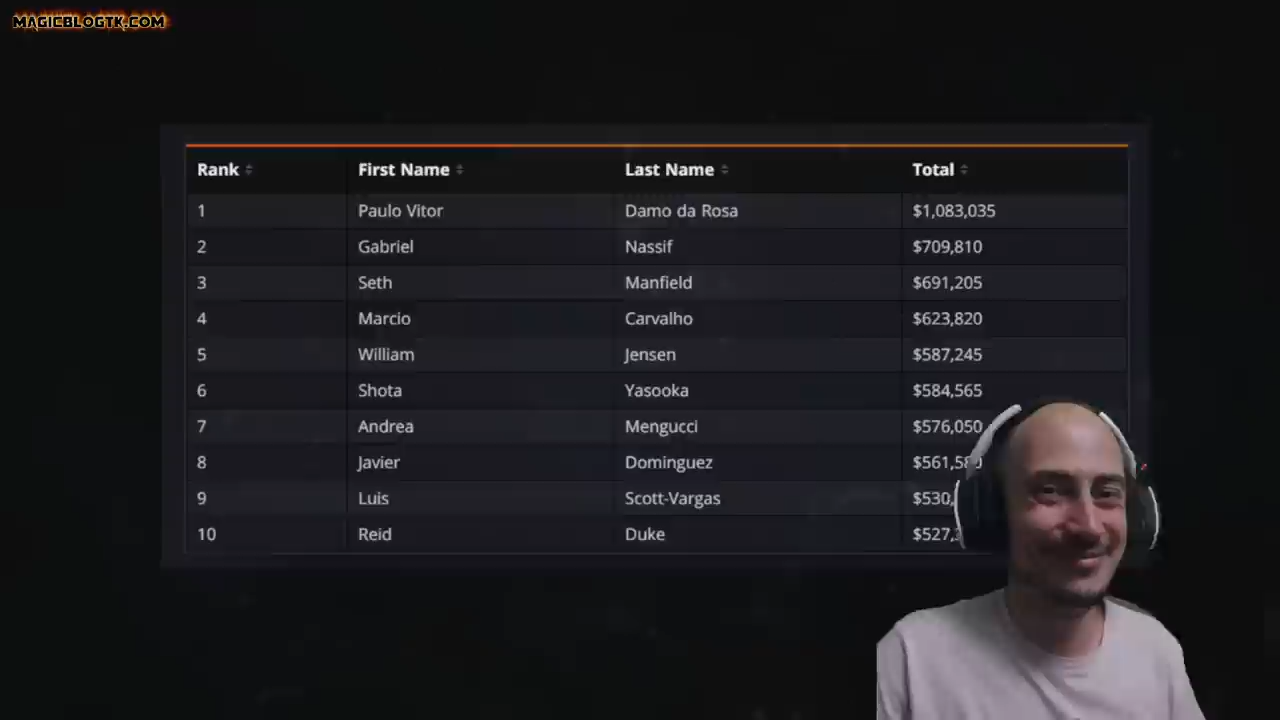 MAGICBLOGTK.COM
Rank First Name Last Name Total
1 Paulo Vitor Damo da Rosa $1,083,035
2 Gabriel Nassif $709,810
3 Seth Manfield $691,205
4 Marcio Carvalho $623,820
5 William Jensen $587,245
6 Shota Yasooka $584,565
7 Andrea Mengucci $576,050
8 Javier Dominguez
9 Luis Scott-Vargas $530,
10 Reid Duke $527,